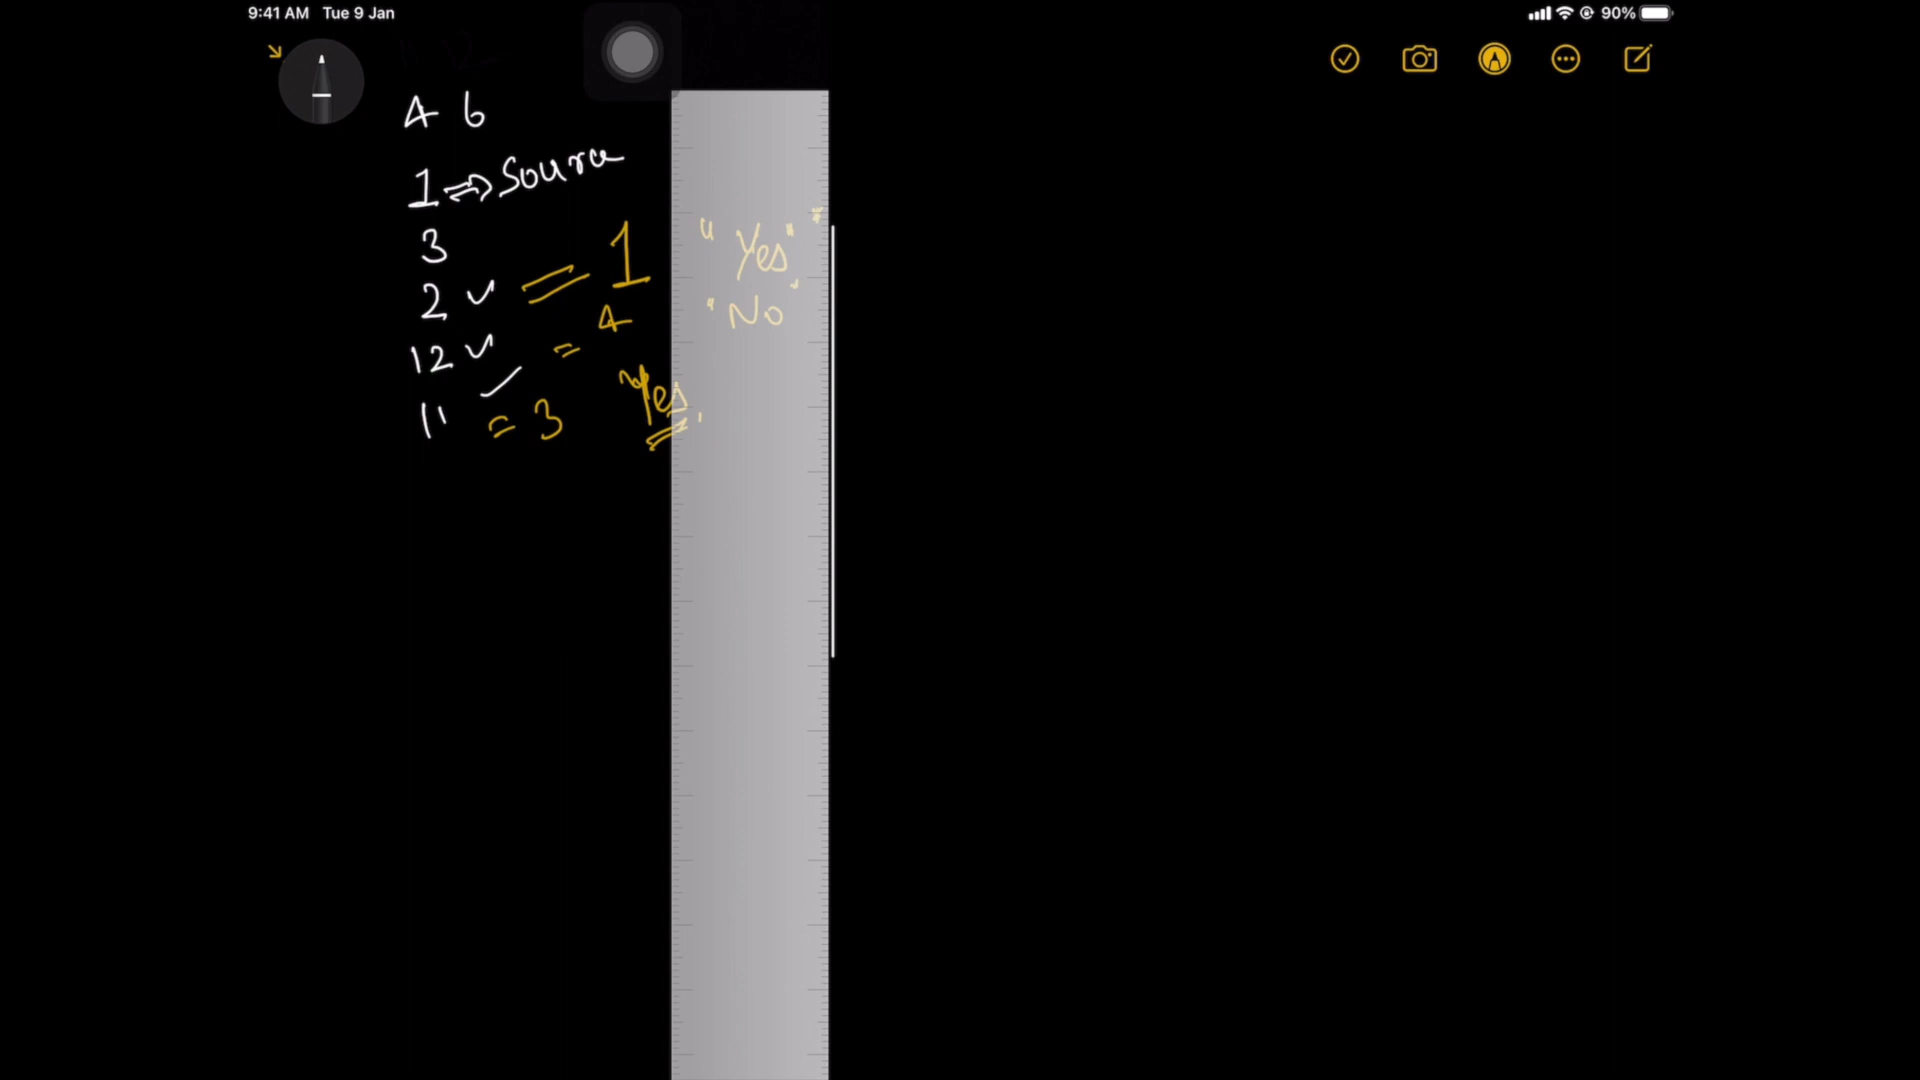 9:41 AM Tue 9 Jan
90%
4 6
1 => Source
3
2 ✓ = 1
12 ✓ = 4
11 ✓ = 3
"Yes"
"No"
"Yes"